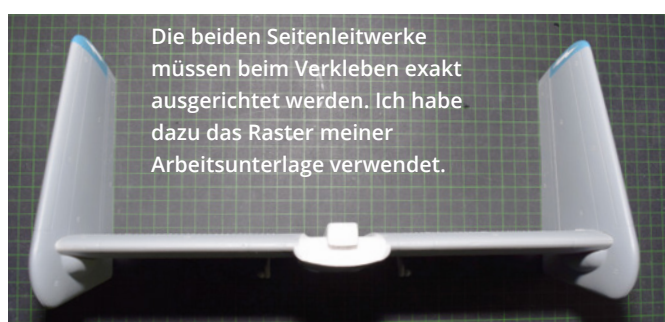 Die beiden Seitenleitwerke
müssen beim Verkleben exakt
ausgerichtet werden. Ich habe
dazu das Raster meiner
Arbeitsunterlage verwendet.